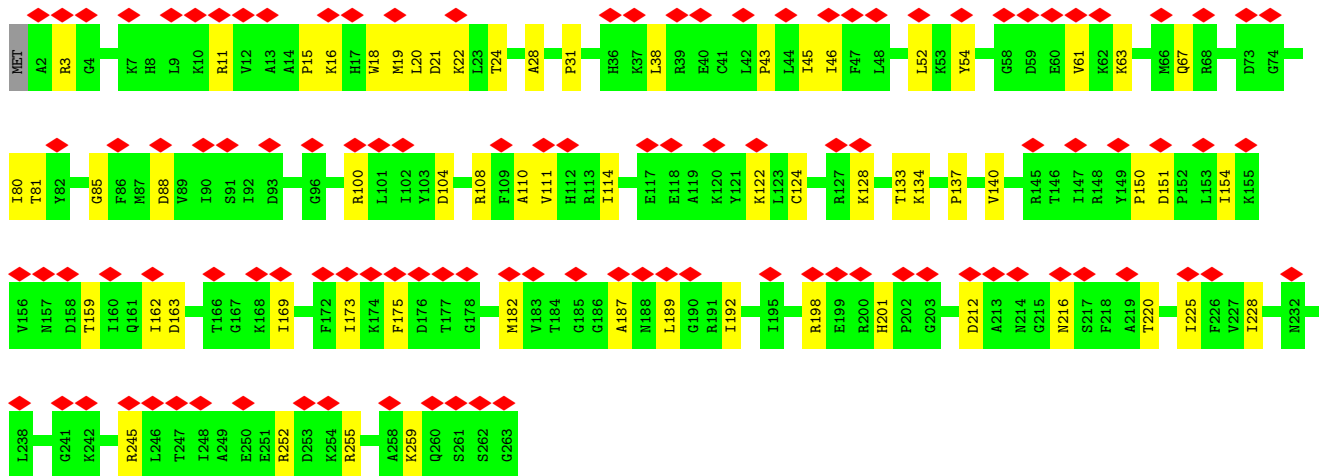 MET A2 R3 G4 K7 H8 L9 K10 R11 V12 A13 A14 P15 K16 H17 W18 M19 L20 D21 K22 L23 T24 A28 P31 H36 K37 L38 R39 E40 C41 L42 P43 L44 I45 I46 F47 L48 L52 K53 Y54 G58 D59 E60 V61 K62 K63 M66 Q67 R68 D73 G74
I80 T81 Y82 G85 F86 M87 D88 V89 I90 S91 I92 D93 G96 R100 L101 I102 Y103 D104 R108 F109 A110 V111 H112 R113 I114 E117 E118 A119 K120 Y121 K122 L123 C124 R127 K128 T133 K134 P137 V140 R145 T146 I147 R148 Y149 P150 D151 P152 L153 I154 K155
V156 N157 D158 T159 I160 Q161 I162 D163 T166 G167 K168 I169 F172 I173 K174 F175 D176 T177 G178 M182 V183 T184 G185 G186 A187 N188 L189 G190 R191 I192 I195 R198 E199 R200 H201 P202 G203 D212 A213 N214 G215 N216 S217 F218 A219 T220 I225 F226 V227 I228 N232
L238 G241 K242 R245 L246 T247 I248 A249 E250 E251 R252 D253 K254 R255 A258 K259 Q260 S261 S262 G263